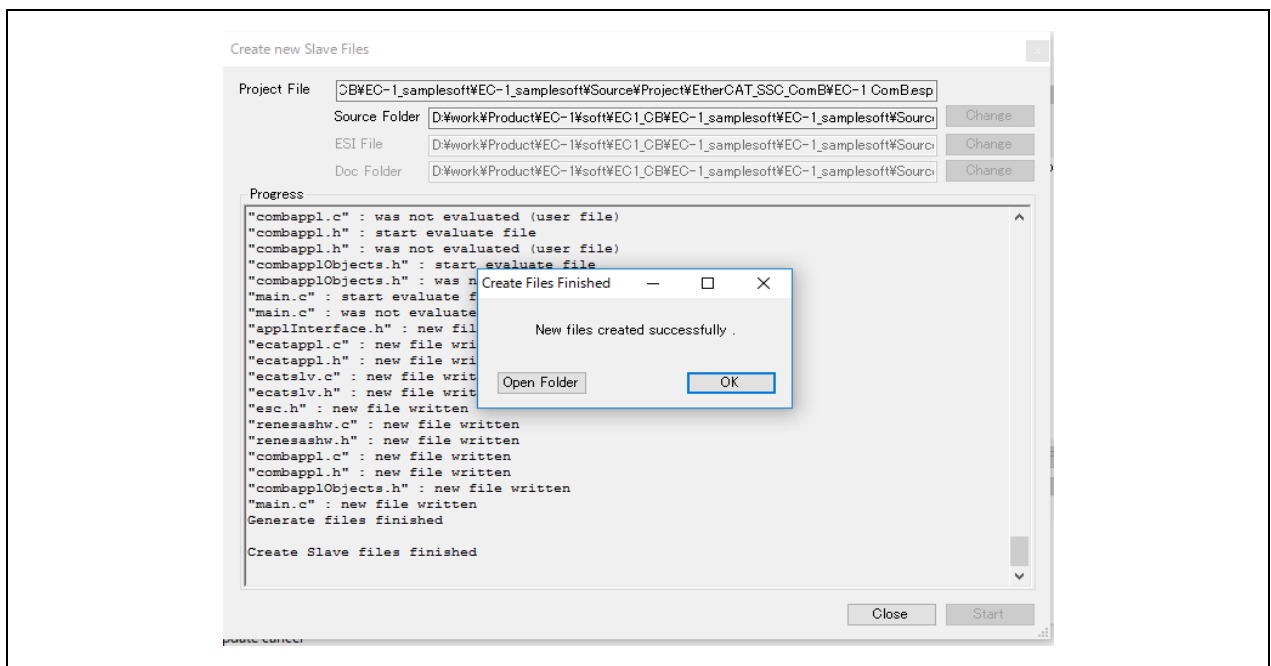 Create new Slave Files
Project File
CB¥EC-1_samplesoft¥EC-1_samplesoft¥Source¥Project¥EtherCAT_SSC_ComB¥EC-1 ComB.esp
Source Folder D:¥work¥Product¥EC-1¥soft¥EC1_CB¥EC-1_samplesoft¥EC-1_samplesoft¥Sourc Change
ESI File D:¥work¥Product¥EC-1¥soft¥EC1_CB¥EC-1_samplesoft¥EC-1_samplesoft¥Sourc Change
Doc Folder D:¥work¥Product¥EC-1¥soft¥EC1_CB¥EC-1_samplesoft¥EC-1_samplesoft¥Sourc Change
Progress
"combappl.c" : was not evaluated (user file)
"combappl.h" : start evaluate file
"combappl.h" : was not evaluated (user file)
"combapplObjects.h" : start evaluate file
"combapplObjects.h" : was n
"main.c" : start evaluate f
"main.c" : was not evaluate
"applInterface.h" : new fil
"ecatappl.c" : new file wri
"ecatappl.h" : new file wri
"ecatslv.c" : new file writ
"ecatslv.h" : new file writ
"esc.h" : new file written
"renesashw.c" : new file written
"renesashw.h" : new file written
"combappl.c" : new file written
"combappl.h" : new file written
"combapplObjects.h" : new file written
"main.c" : new file written
Generate files finished
Create Slave files finished
Create Files Finished
New files created successfully .
Open Folder OK
Close Start